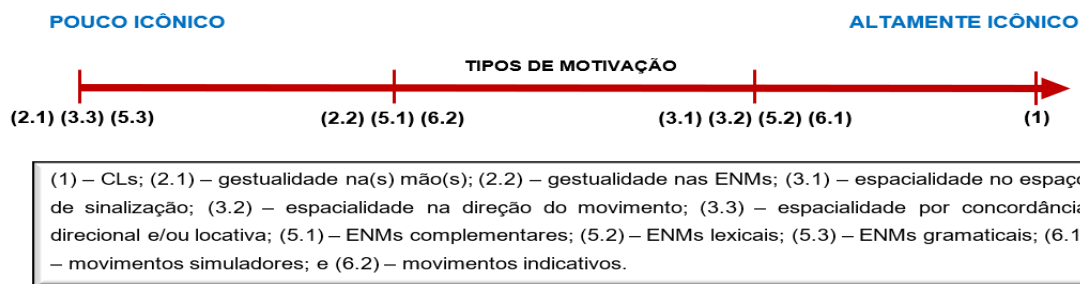 POUCO ICÔNICO ALTAMENTE ICÔNICO
TIPOS DE MOTIVAÇÃO
(2.1) (3.3) (5.3) (2.2) (5.1) (6.2) (3.1) (3.2) (5.2) (6.1) (1)
(1) – CLs; (2.1) – gestualidade na(s) mão(s); (2.2) – gestualidade nas ENMs; (3.1) – espacialidade no espaço
de sinalização; (3.2) – espacialidade na direção do movimento; (3.3) – espacialidade por concordância
direcional e/ou locativa; (5.1) – ENMs complementares; (5.2) – ENMs lexicais; (5.3) – ENMs gramaticais; (6.1
– movimentos simuladores; e (6.2) – movimentos indicativos.